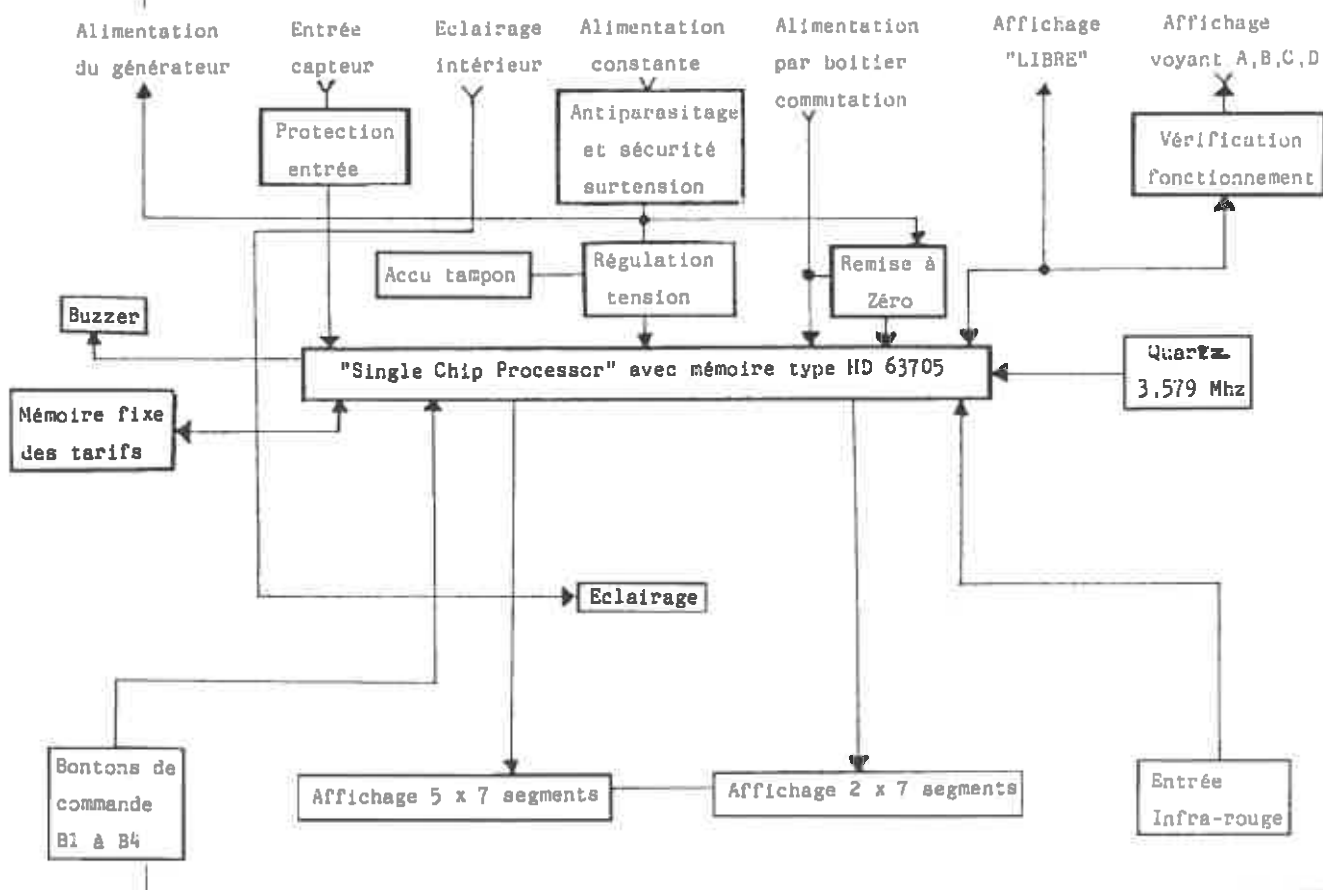 Alimentation
du générateur
Entrée
capteur
Eclairage
intérieur
Alimentation
constante
Alimentation
par boitier
commutation
Affichage
"LIBRE"
Affichage
voyant A,B,C,D
Protection
entrée
Antiparasitage
et sécurité
surtension
Vérification
fonctionnement
Accu tampon
Régulation
tension
Remise à
Zéro
Buzzer
"Single Chip Processor" avec mémoire type HD 63705
Quartz
3,579 Mhz
Mémoire fixe
des tarifs
Eclairage
Bontons de
commande
B1 à B4
Affichage 5 x 7 segments
Affichage 2 x 7 segments
Entrée
Infra-rouge